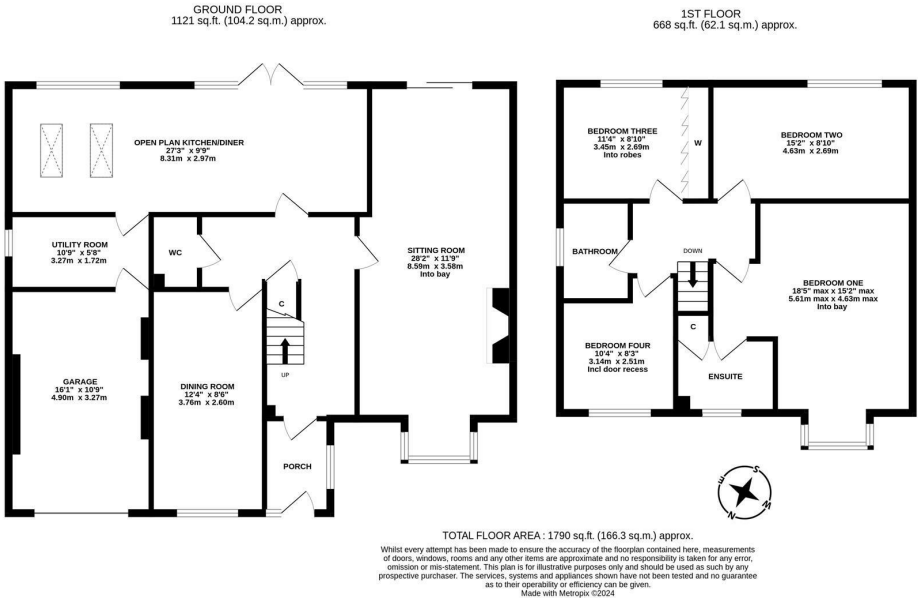 GROUND FLOOR
1121 sq.ft. (104.2 sq.m.) approx.
OPEN PLAN KITCHEN/DINER
27'3" x 9'9"
8.31m x 2.97m
UTILITY ROOM
10'9" x 5'8"
3.27m x 1.72m
WC
SITTING ROOM
28'2" x 11'9"
8.59m x 3.58m
Into bay
C
UP
GARAGE
16'1" x 10'9"
4.90m x 3.27m
DINING ROOM
12'4" x 8'6"
3.76m x 2.60m
PORCH
1ST FLOOR
668 sq.ft. (62.1 sq.m.) approx.
BEDROOM THREE
11'4" x 8'10"
3.45m x 2.69m
Into robes
W
BEDROOM TWO
15'2" x 8'10"
4.63m x 2.69m
BATHROOM
DOWN
BEDROOM ONE
18'5" max x 15'2" max
5.61m max x 4.63m max
Into bay
C
BEDROOM FOUR
10'4" x 8'3"
3.14m x 2.51m
Incl door recess
ENSUITE
S
E
W
N
TOTAL FLOOR AREA : 1790 sq.ft. (166.3 sq.m.) approx.
Whilst every attempt has been made to ensure the accuracy of the floorplan contained here, measurements
of doors, windows, rooms and any other items are approximate and no responsibility is taken for any error,
omission or mis-statement. This plan is for illustrative purposes only and should be used as such by any
prospective purchaser. The services, systems and appliances shown have not been tested and no guarantee
as to their operability or efficiency can be given.
Made with Metropix ©2024